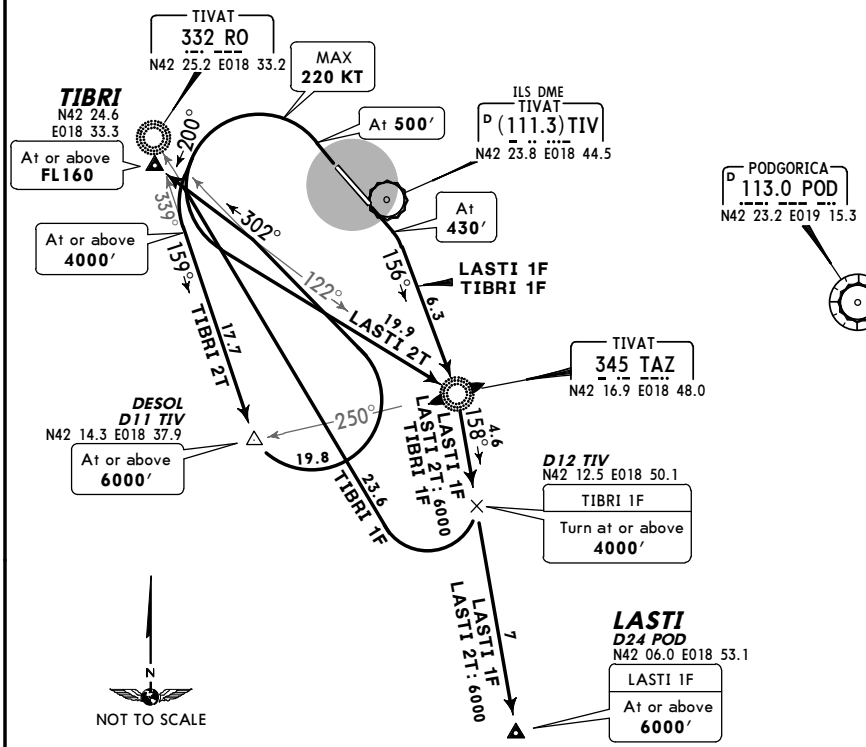 TIVAT
332 RO
N42 25.2 E018 33.2
TIBRI
N42 24.6
E018 33.3
At or above
FL160
MAX
220 KT
At 500'
ILS DME
TIVAT
D (111.3) TIV
N42 23.8 E018 44.5
PODGORICA
D 113.0 POD
N42 23.2 E019 15.3
At
430'
200°
339°
302°
122°
At or above
4000'
159°
17.7
TIBRI 2T
19.9
LASTI 2T
156°
6.3
LASTI 1F
TIBRI 1F
TIVAT
345 TAZ
N42 16.9 E018 48.0
DESOL
D11 TIV
N42 14.3 E018 37.9
At or above
6000'
250°
19.8
23.6
TIBRI 1F
LASTI 1F
LASTI 2T: 6000
TIBRI 1F
158°
4.6
D12 TIV
N42 12.5 E018 50.1
TIBRI 1F
Turn at or above
4000'
7
LASTI 1F
LASTI 2T: 6000
LASTI
D24 POD
N42 06.0 E018 53.1
LASTI 1F
At or above
6000'
N
NOT TO SCALE